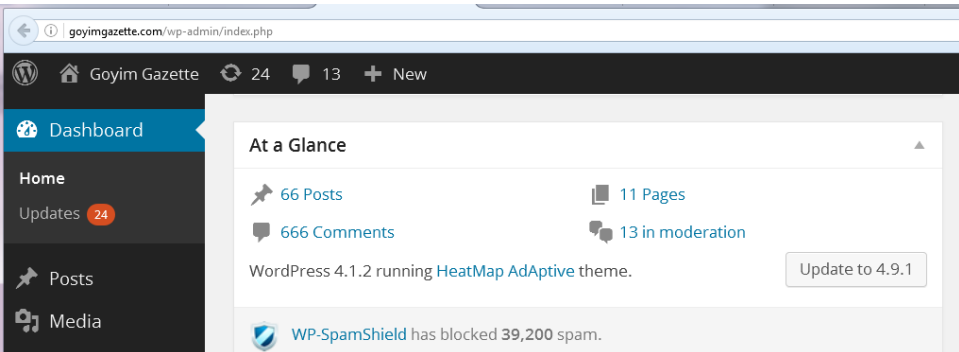 goyimgazette.com/wp-admin/index.php
Goyim Gazette 24 13 + New
Dashboard
At a Glance
Home
66 Posts 11 Pages
Updates 24
666 Comments 13 in moderation
WordPress 4.1.2 running HeatMap AdAptive theme. Update to 4.9.1
Posts
Media
WP-SpamShield has blocked 39,200 spam.